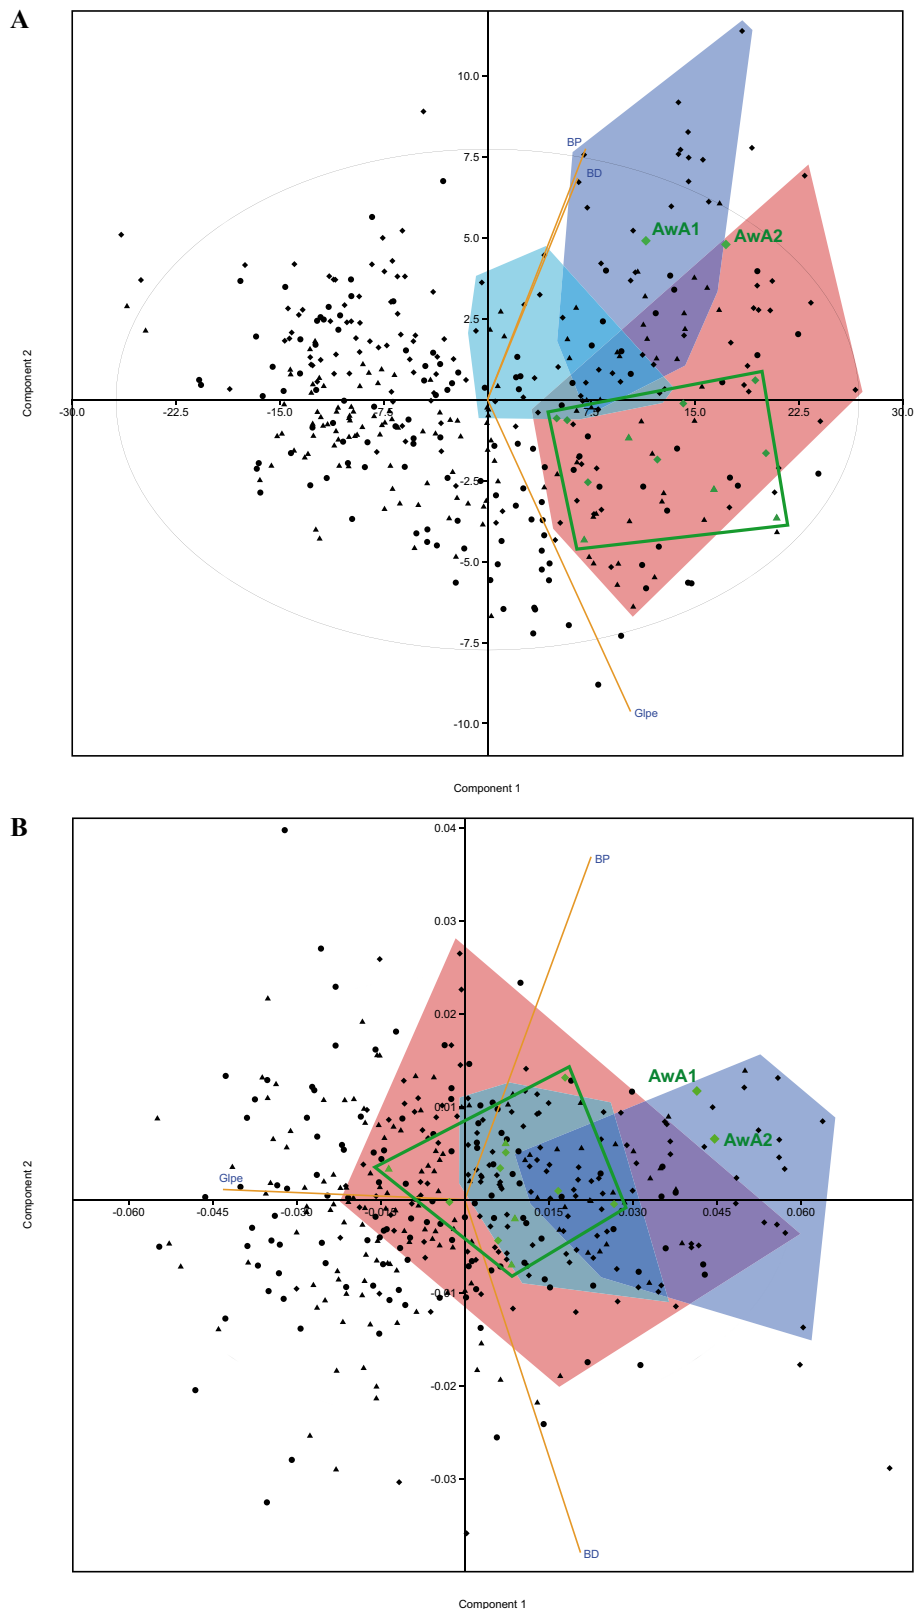 A
10.0
7.5
BP
BD
5.0
AwA1
AwA2
2.5
Component 2
-30.0
-22.5
-15.0
-7.5
7.5
15.0
22.5
30.0
-2.5
-5.0
-7.5
Glpe
-10.0
Component 1
B
0.04
BP
0.03
0.02
AwA1
0.01
AwA2
Component 2
Glpe
-0.060
-0.045
-0.030
-0.015
0.015
0.030
0.045
0.060
-0.01
-0.02
-0.03
BD
Component 1